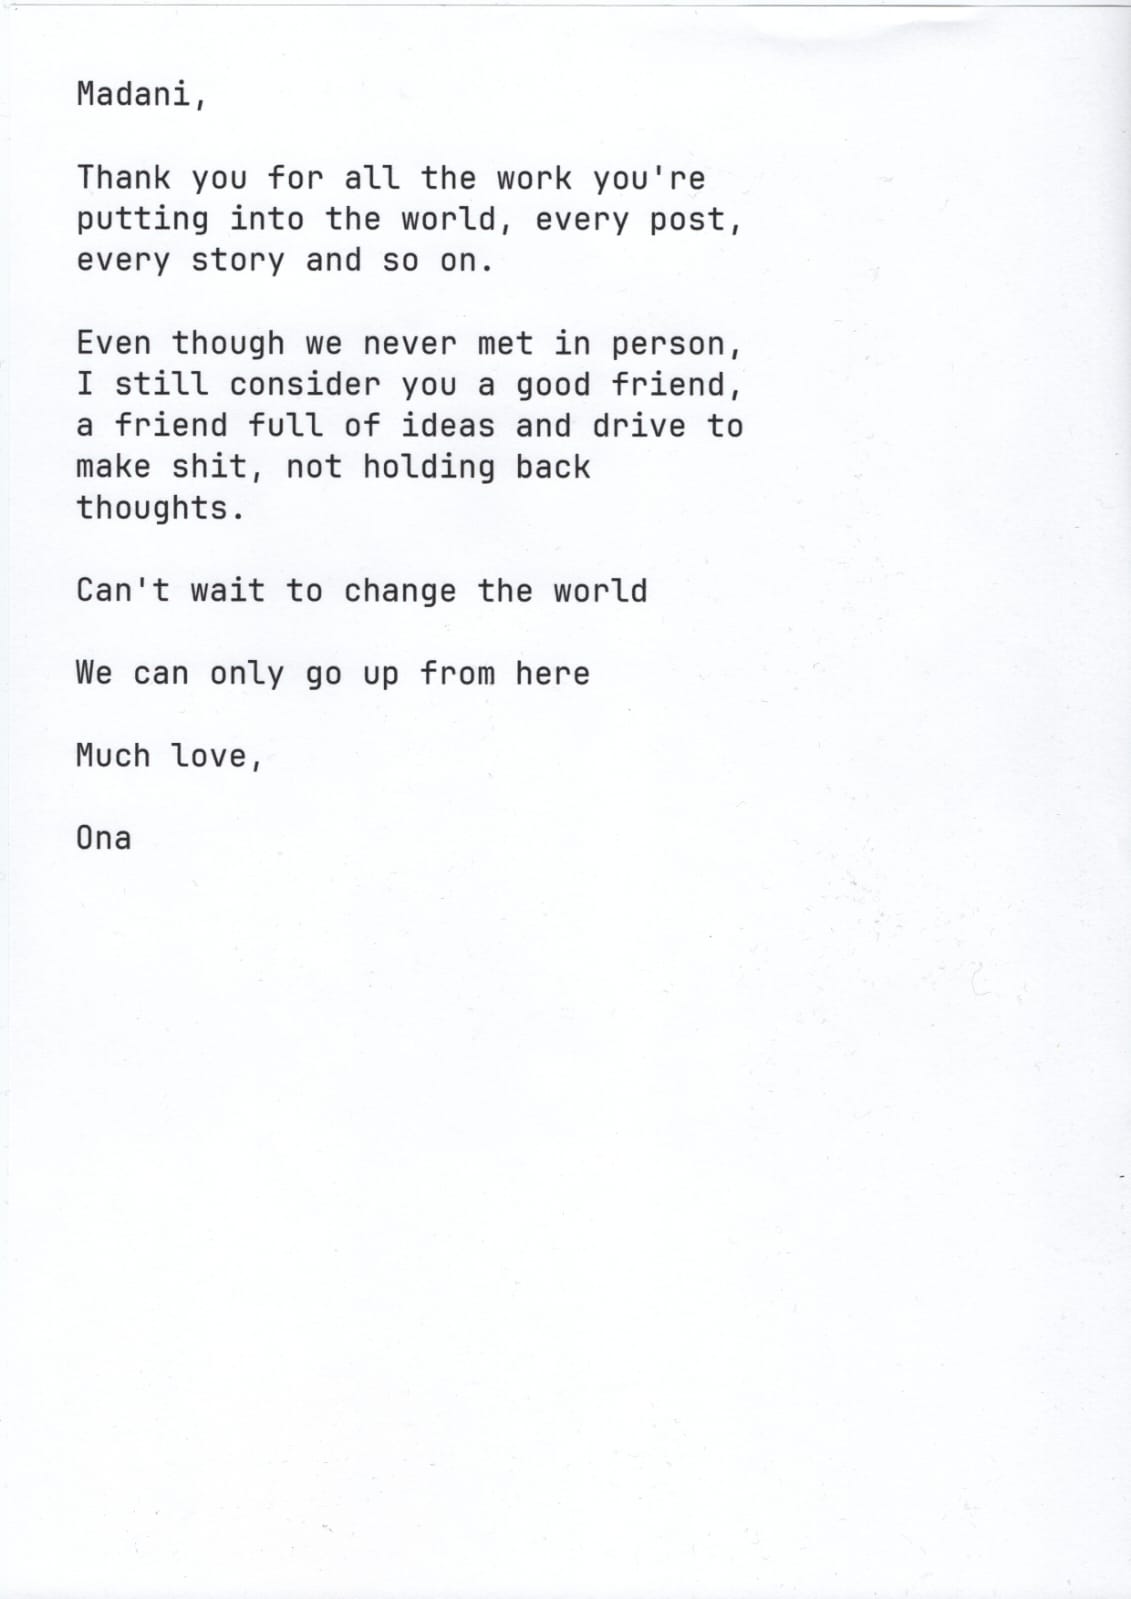 Madani,
Thank you for all the work you're
putting into the world, every post,
every story and so on.
Even though we never met in person,
I still consider you a good friend,
a friend full of ideas and drive to
make shit, not holding back
thoughts.
Can't wait to change the world
We can only go up from here
Much love,
Ona